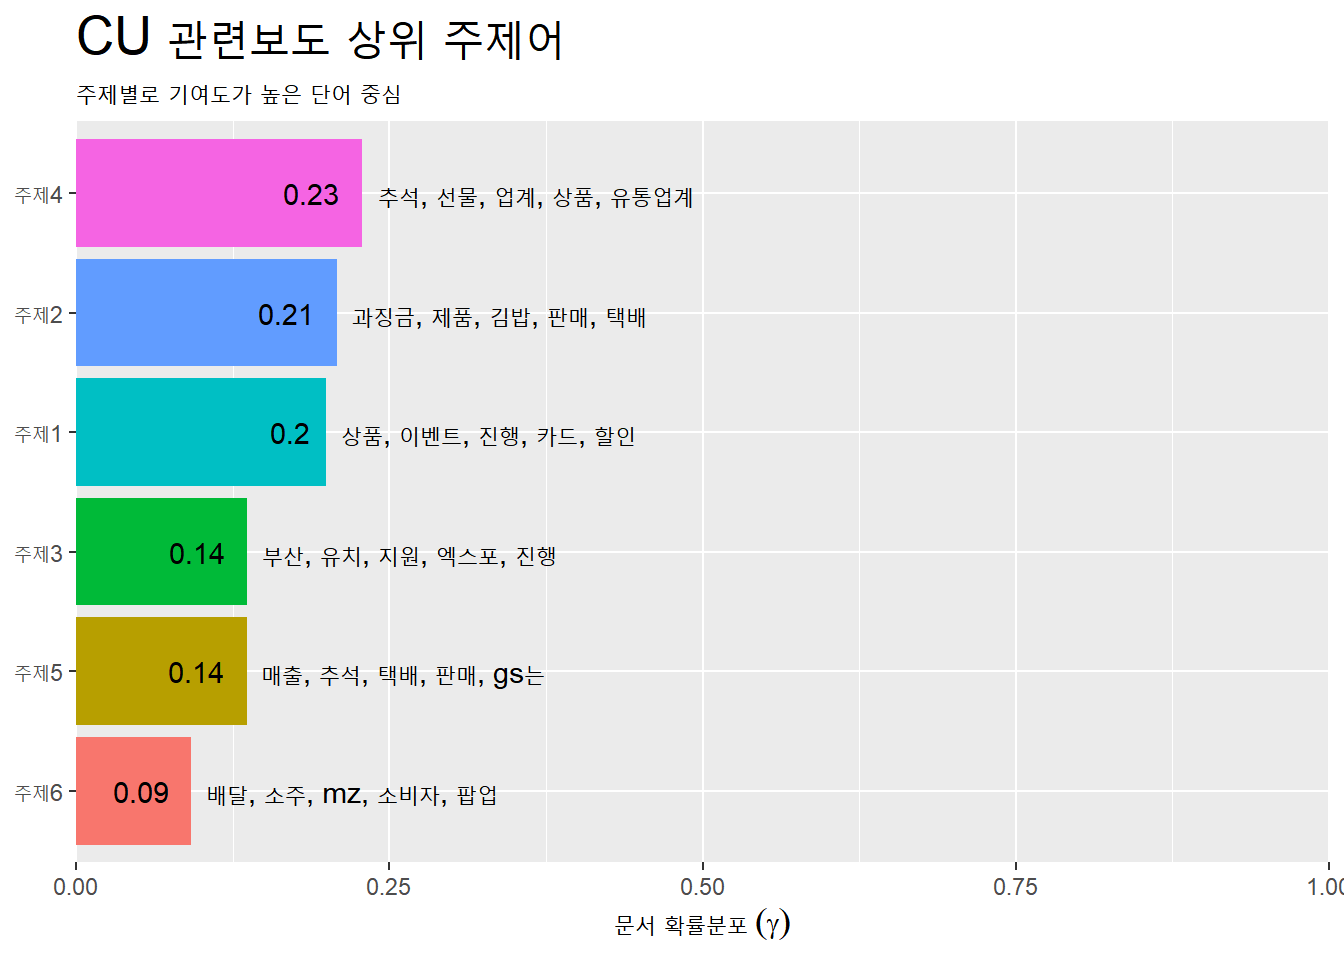 CU 관련보도 상위 주제어
주제별로 기여도가 높은 단어 중심
주제4 0.23 추석, 선물, 업계, 상품, 유통업계
주제2 0.21 과징금, 제품, 김밥, 판매, 택배
주제1 0.2 상품, 이벤트, 진행, 카드, 할인
주제3 0.14 부산, 유치, 지원, 엑스포, 진행
주제5 0.14 매출, 추석, 택배, 판매, gs는
주제6 0.09 배달, 소주, mz, 소비자, 팝업
0.00 0.25 0.50 0.75 1.00
문서 확률분포 (γ)